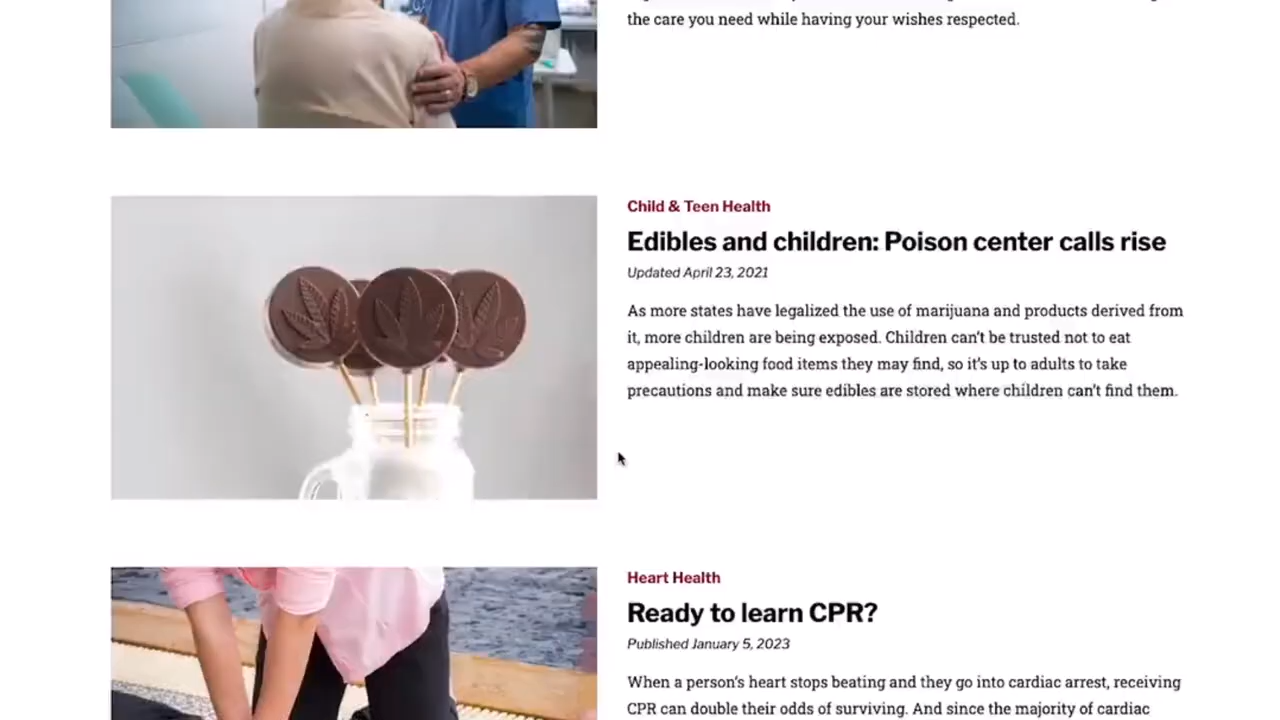 the care you need while having your wishes respected.
Child & Teen Health
Edibles and children: Poison center calls rise
Updated April 23, 2021
As more states have legalized the use of marijuana and products derived from
it, more children are being exposed. Children can't be trusted not to eat
appealing-looking food items they may find, so it's up to adults to take
precautions and make sure edibles are stored where children can't find them.
Heart Health
Ready to learn CPR?
Published January 5, 2023
When a person's heart stops beating and they go into cardiac arrest, receiving
CPR can double their odds of surviving. And since the majority of cardiac